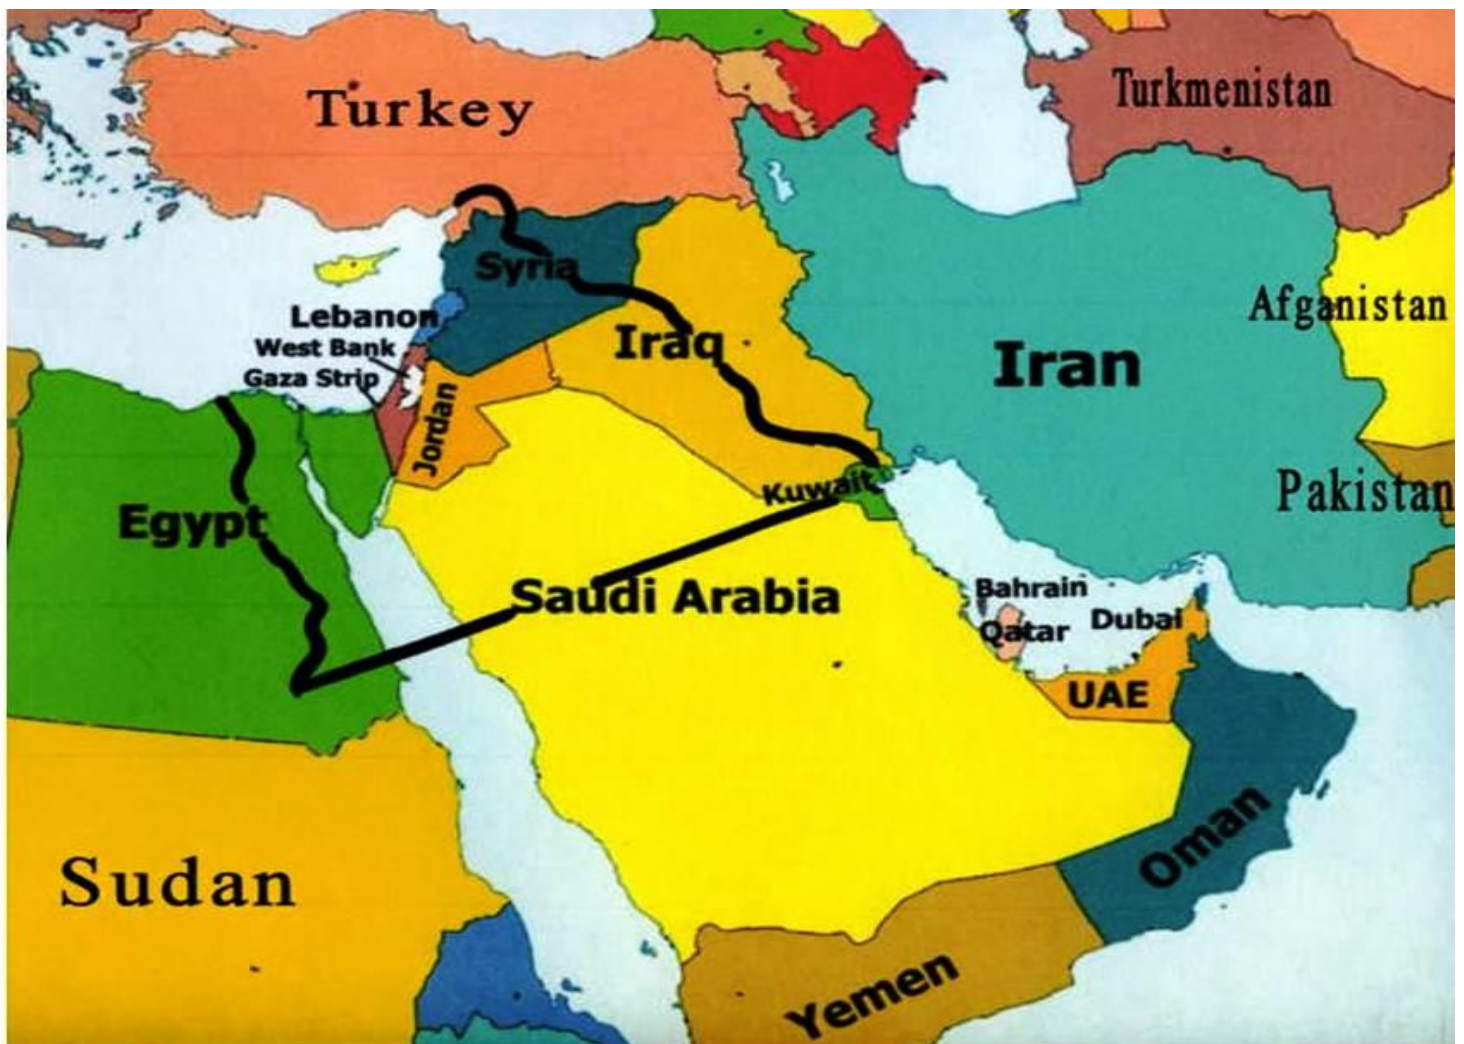 Turkey
Turkmenistan
Syria
Lebanon
West Bank
Gaza Strip
Iraq
Iran
Afganistan
Jordan
Egypt
Kuwait
Pakistan
Saudi Arabia
Bahrain
Qatar
Dubai
UAE
Oman
Sudan
Yemen